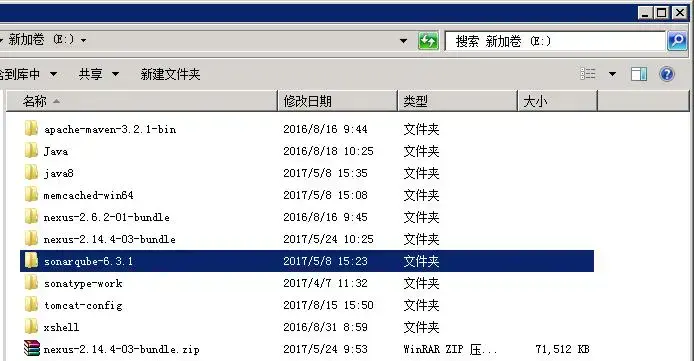 新加卷 (E:)
搜索 新加卷 (E:)
含到库中 共享 新建文件夹
名称 修改日期 类型 大小
apache-maven-3.2.1-bin 2016/8/16 9:44 文件夹
Java 2016/8/18 10:25 文件夹
java8 2017/5/8 15:35 文件夹
memcached-win64 2017/5/8 15:08 文件夹
nexus-2.6.2-01-bundle 2016/8/16 9:45 文件夹
nexus-2.14.4-03-bundle 2017/5/24 10:25 文件夹
sonarqube-6.3.1 2017/5/8 15:23 文件夹
sonatype-work 2017/4/7 11:32 文件夹
tomcat-config 2017/8/15 15:50 文件夹
xshell 2016/8/31 8:59 文件夹
nexus-2.14.4-03-bundle.zip 2017/5/24 9:53 WinRAR ZIP 压... 71,512 KB